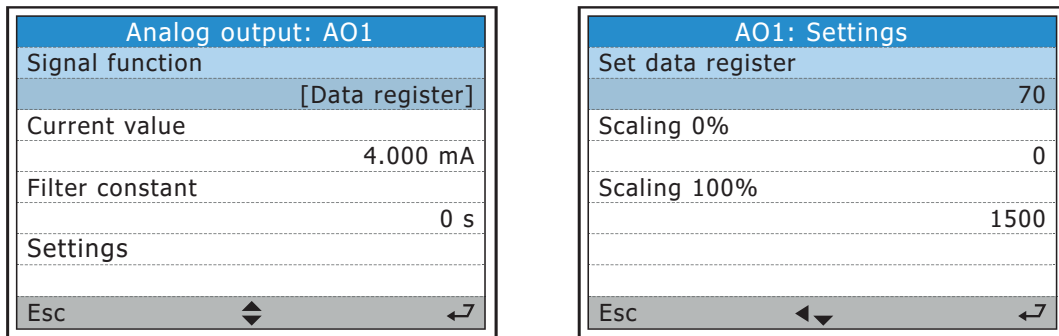 Analog output: AO1
Signal function
[Data register]
Current value
4.000 mA
Filter constant
0 s
Settings
Esc
AO1: Settings
Set data register
70
Scaling 0%
0
Scaling 100%
1500
Esc